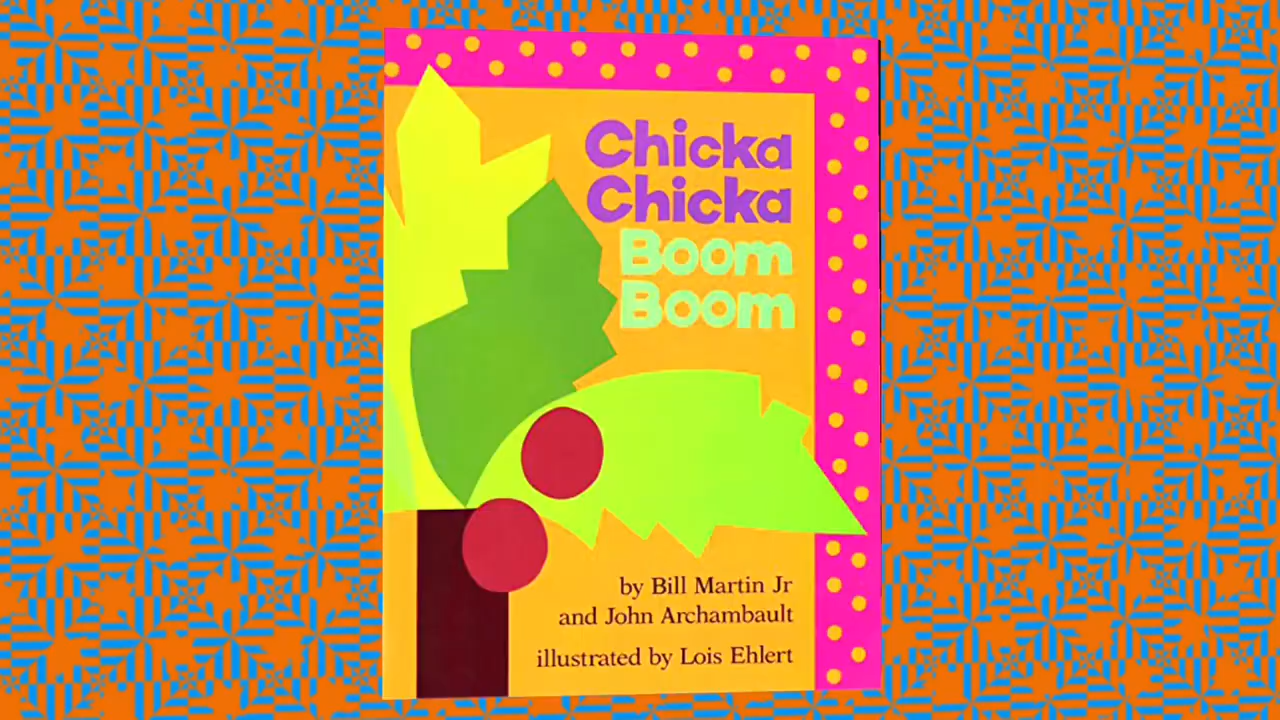 Chicka
Chicka
Boom
Boom
by Bill Martin Jr
and John Archambault
illustrated by Lois Ehlert